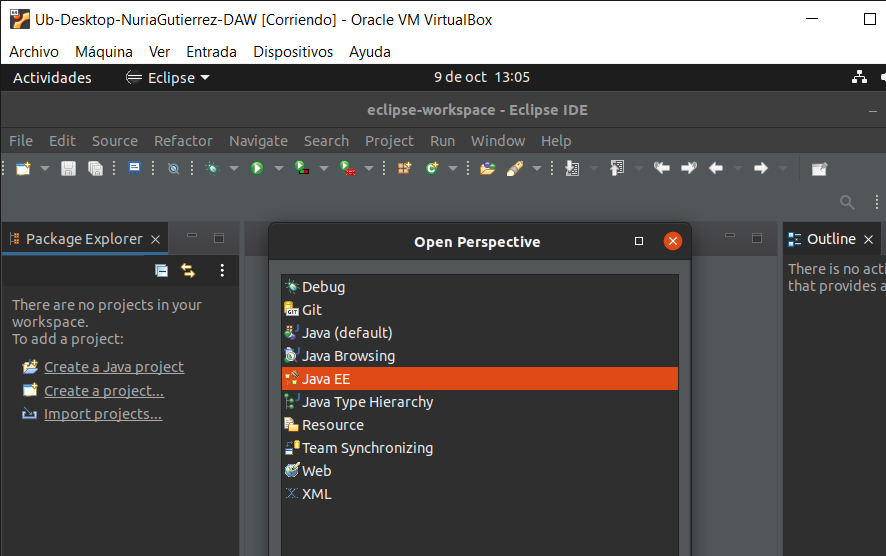 Ub-Desktop-NuriaGutierrez-DAW [Corriendo] - Oracle VM VirtualBox
Archivo Máquina Ver Entrada Dispositivos Ayuda
Actividades Eclipse 9 de oct 13:05
eclipse-workspace - Eclipse IDE
File Edit Source Refactor Navigate Search Project Run Window Help
Package Explorer
There are no projects in your
workspace.
To add a project:
Create a Java project
Create a project...
Import projects...
Open Perspective
Debug
GIT Git
Java (default)
Java Browsing
Java EE
Java Type Hierarchy
Resource
Team Synchronizing
Web
XML
Outline
There is no acti
that provides a